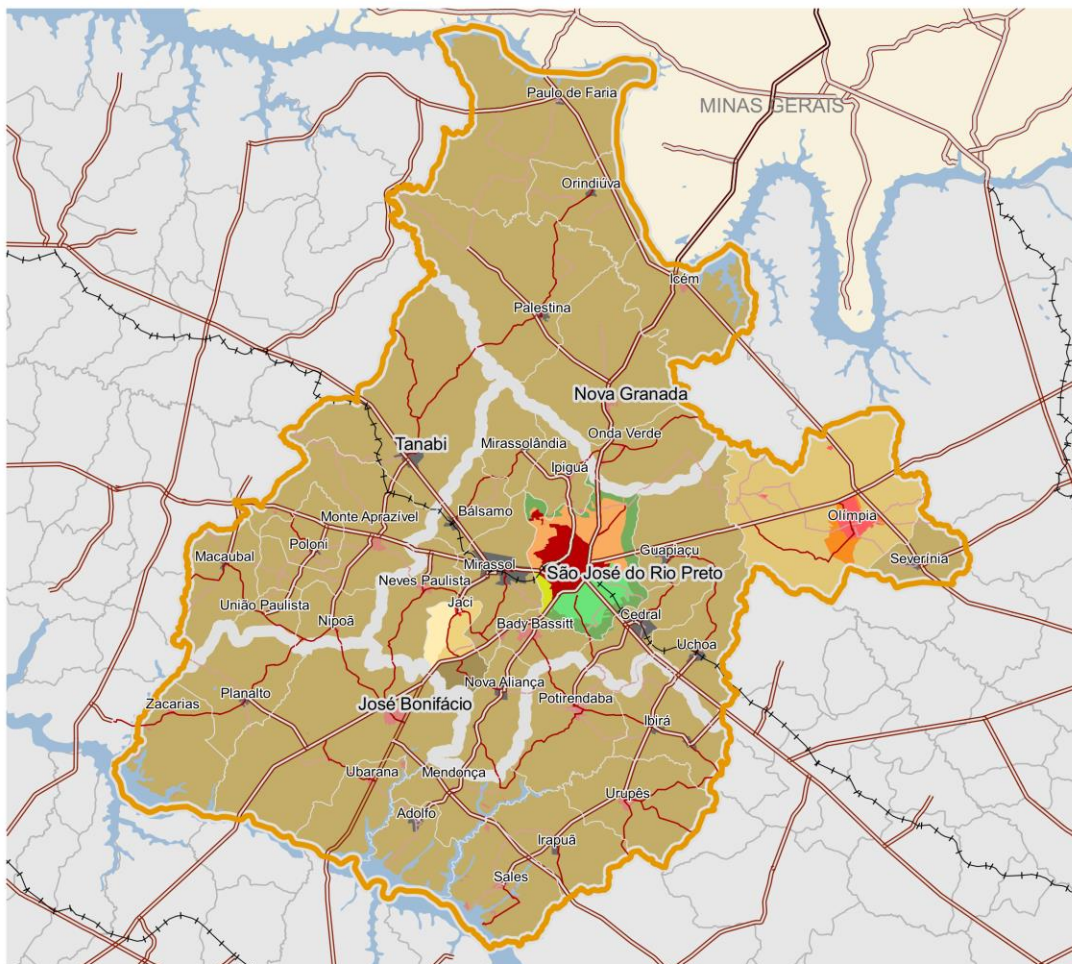 Paulo de Faria
MINAS GERAIS
Orindiúva
Icém
Palestina
Nova Granada
Onda Verde
Mirassolândia
Tanabi
Ipiguá
Bálsamo
Monte Aprazível
Olímpia
Poloni
Macaubal
Guapiaçu
Severínia
Mirassol
São José do Rio Preto
Neves Paulista
Jaci
União Paulista
Nipoã
Bady Bassitt
Cedral
Uchoa
Nova Aliança
Planalto
Zacarias
José Bonifácio
Potirendaba
Ibirá
Ubarana
Mendonça
Urupês
Adolfo
Irapuã
Sales